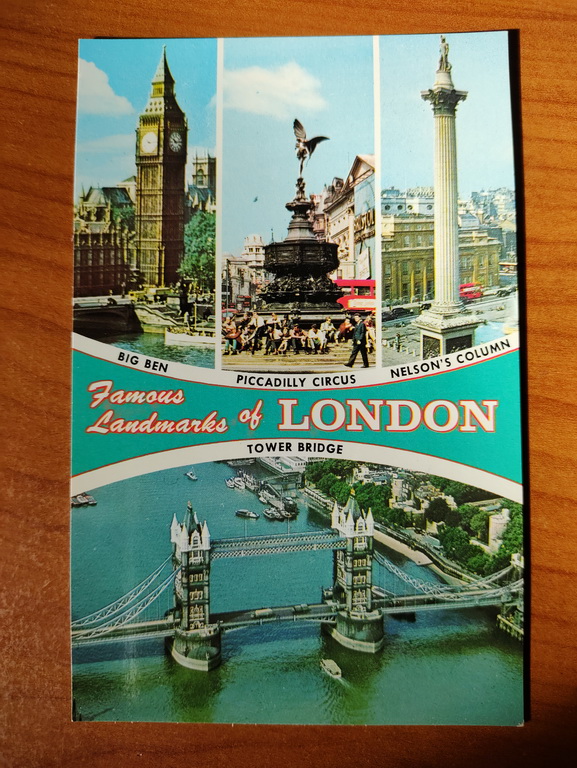 BIG BEN
PICCADILLY CIRCUS
NELSON'S COLUMN
Famous
Landmarks of LONDON
TOWER BRIDGE